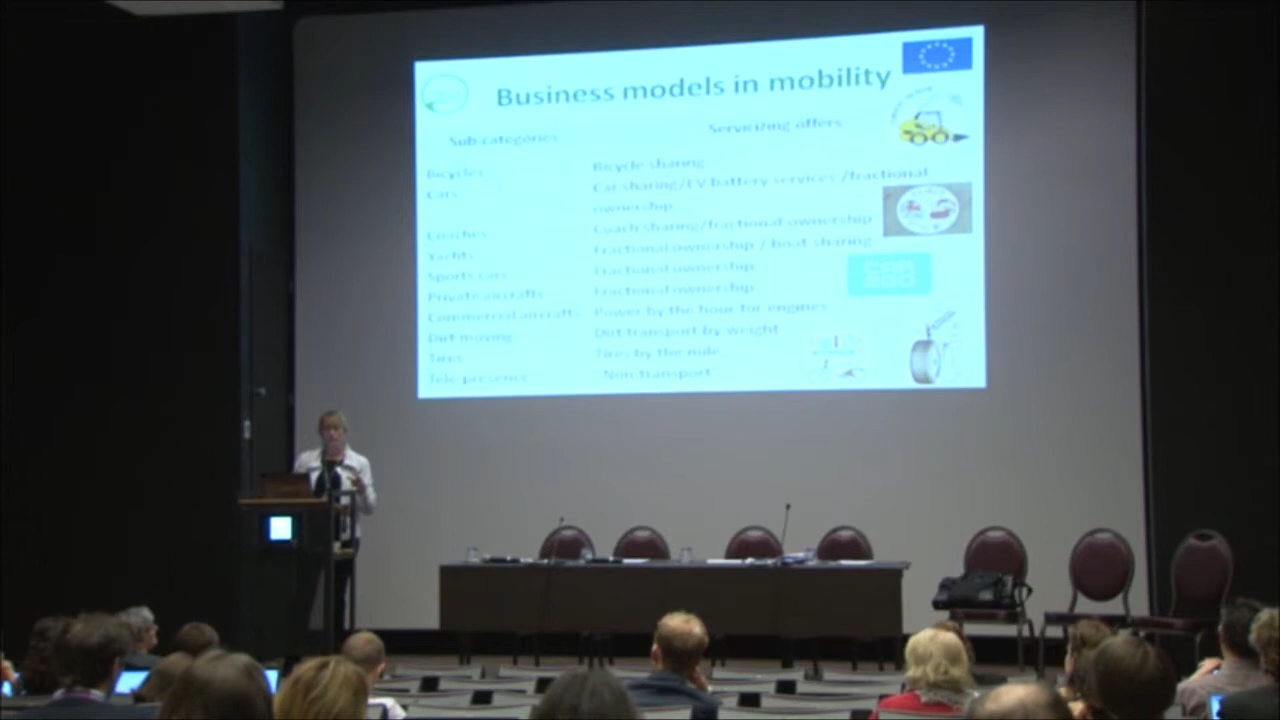 Business models in mobility
Sub-categories Servicizing offers
Bicycles Bicycle sharing
Cars Car sharing/EV battery services /fractional
ownership
Coaches Coach sharing/fractional ownership
Yachts Fractional ownership / boat sharing
Sports cars Fractional ownership
Private aircrafts Fractional ownership
Commercial aircrafts Power by the hour for engines
Dirt moving Dirt transport by weight
Tires Tires by the mile
Tele-presence 'Non transport'